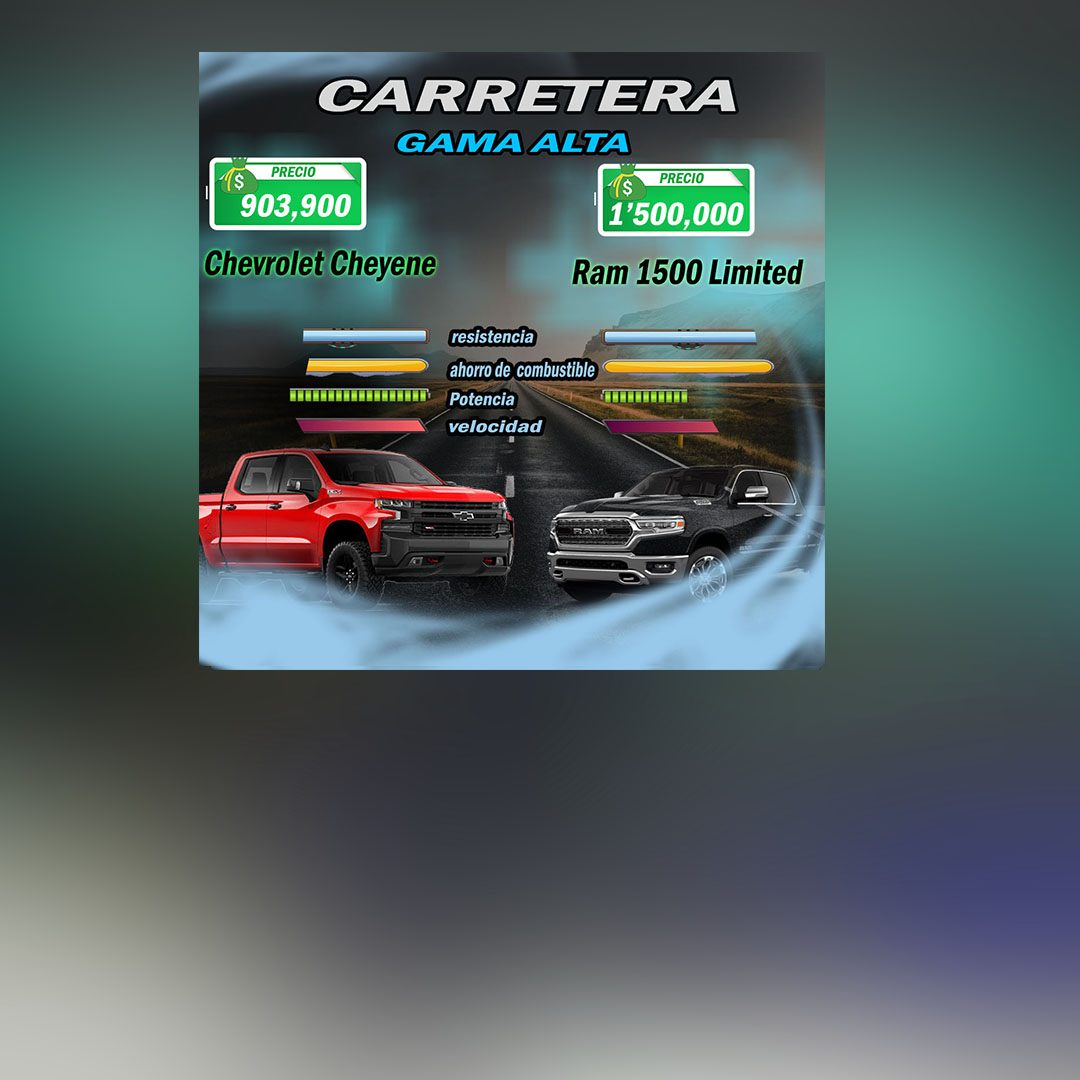 CARRETERA
GAMA ALTA
PRECIO
$
903,900
PRECIO
$
1’500,000
Chevrolet Cheyene
Ram 1500 Limited
resistencia
ahorro de combustible
Potencia
velocidad
RAM